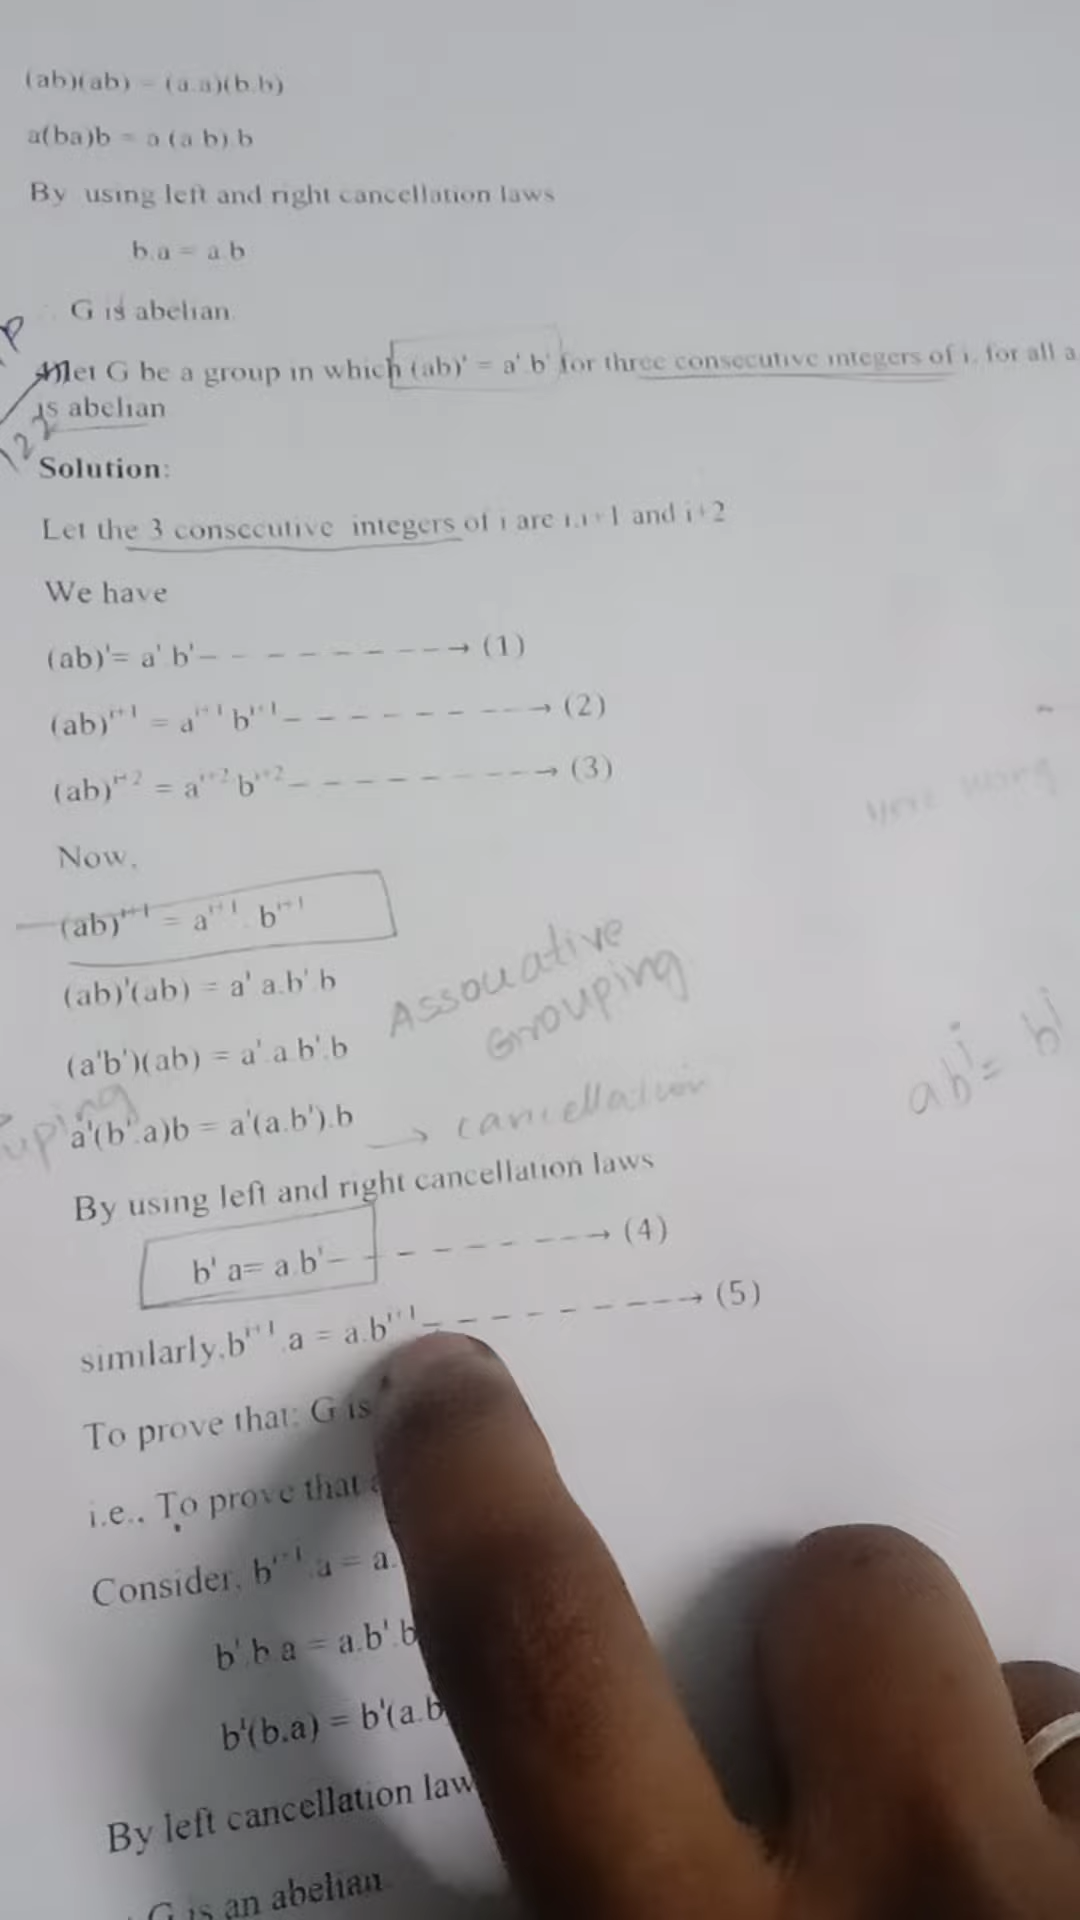 (ab)(ab) = (a.a)(b.b)
a(ba)b = a.(a.b).b
By using left and right cancellation laws
b.a = a.b
∴ G is abelian.
P
4) let G be a group in which (ab)ⁱ = aⁱ.bⁱ for three consecutive integers of i, for all a
is abelian
122
Solution:
Let the 3 consecutive integers of i are i,i+1 and i+2
We have
(ab)ⁱ= aⁱ.bⁱ – – – – – – – – – → (1)
(ab)ⁱ⁺¹ = aⁱ⁺¹ bⁱ⁺¹ – – – – – – – – → (2)
(ab)ⁱ⁺² = aⁱ⁺² bⁱ⁺² – – – – – – – – → (3)
Now,
(ab)ⁱ⁺¹ = aⁱ⁺¹ . bⁱ⁺¹
(ab)ⁱ(ab) = aⁱ a.bⁱ.b
Associative
Grouping
(aⁱbⁱ)(ab) = aⁱ.a.bⁱ.b
abⁱ = bⁱ
uping
aⁱ(bⁱ.a)b = aⁱ(a.bⁱ).b → cancellation
By using left and right cancellation laws
bⁱ a= a.bⁱ – – – – – – – → (4)
similarly,bⁱ⁺¹.a = a.bⁱ⁺¹ – – – – – – – → (5)
To prove that: G is
i.e., To prove that
Consider, bⁱ⁺¹.a = a.
bⁱ.b.a = a.bⁱ.b
bⁱ(b.a) = bⁱ(a.b
By left cancellation law
∴ G is an abelian